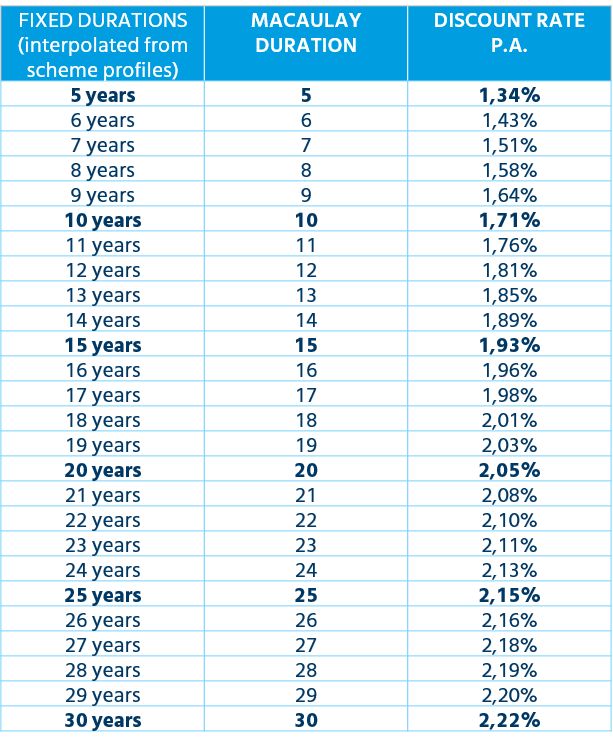 FIXED DURATIONS MACAULAY DISCOUNT RATE
(interpolated from DURATION P.A.
scheme profiles)
5 years 5 1,34%
6 years 6 1,43%
7 years 7 1,51%
8 years 8 1,58%
9 years 9 1,64%
10 years 10 1,71%
11 years 11 1,76%
12 years 12 1,81%
13 years 13 1,85%
14 years 14 1,89%
15 years 15 1,93%
16 years 16 1,96%
17 years 17 1,98%
18 years 18 2,01%
19 years 19 2,03%
20 years 20 2,05%
21 years 21 2,08%
22 years 22 2,10%
23 years 23 2,11%
24 years 24 2,13%
25 years 25 2,15%
26 years 26 2,16%
27 years 27 2,18%
28 years 28 2,19%
29 years 29 2,20%
30 years 30 2,22%